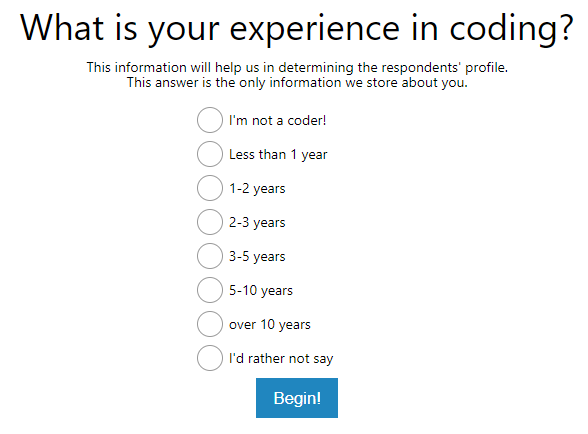 What is your experience in coding?
This information will help us in determining the respondents' profile.
This answer is the only information we store about you.
I'm not a coder!
Less than 1 year
1-2 years
2-3 years
3-5 years
5-10 years
over 10 years
I'd rather not say
Begin!